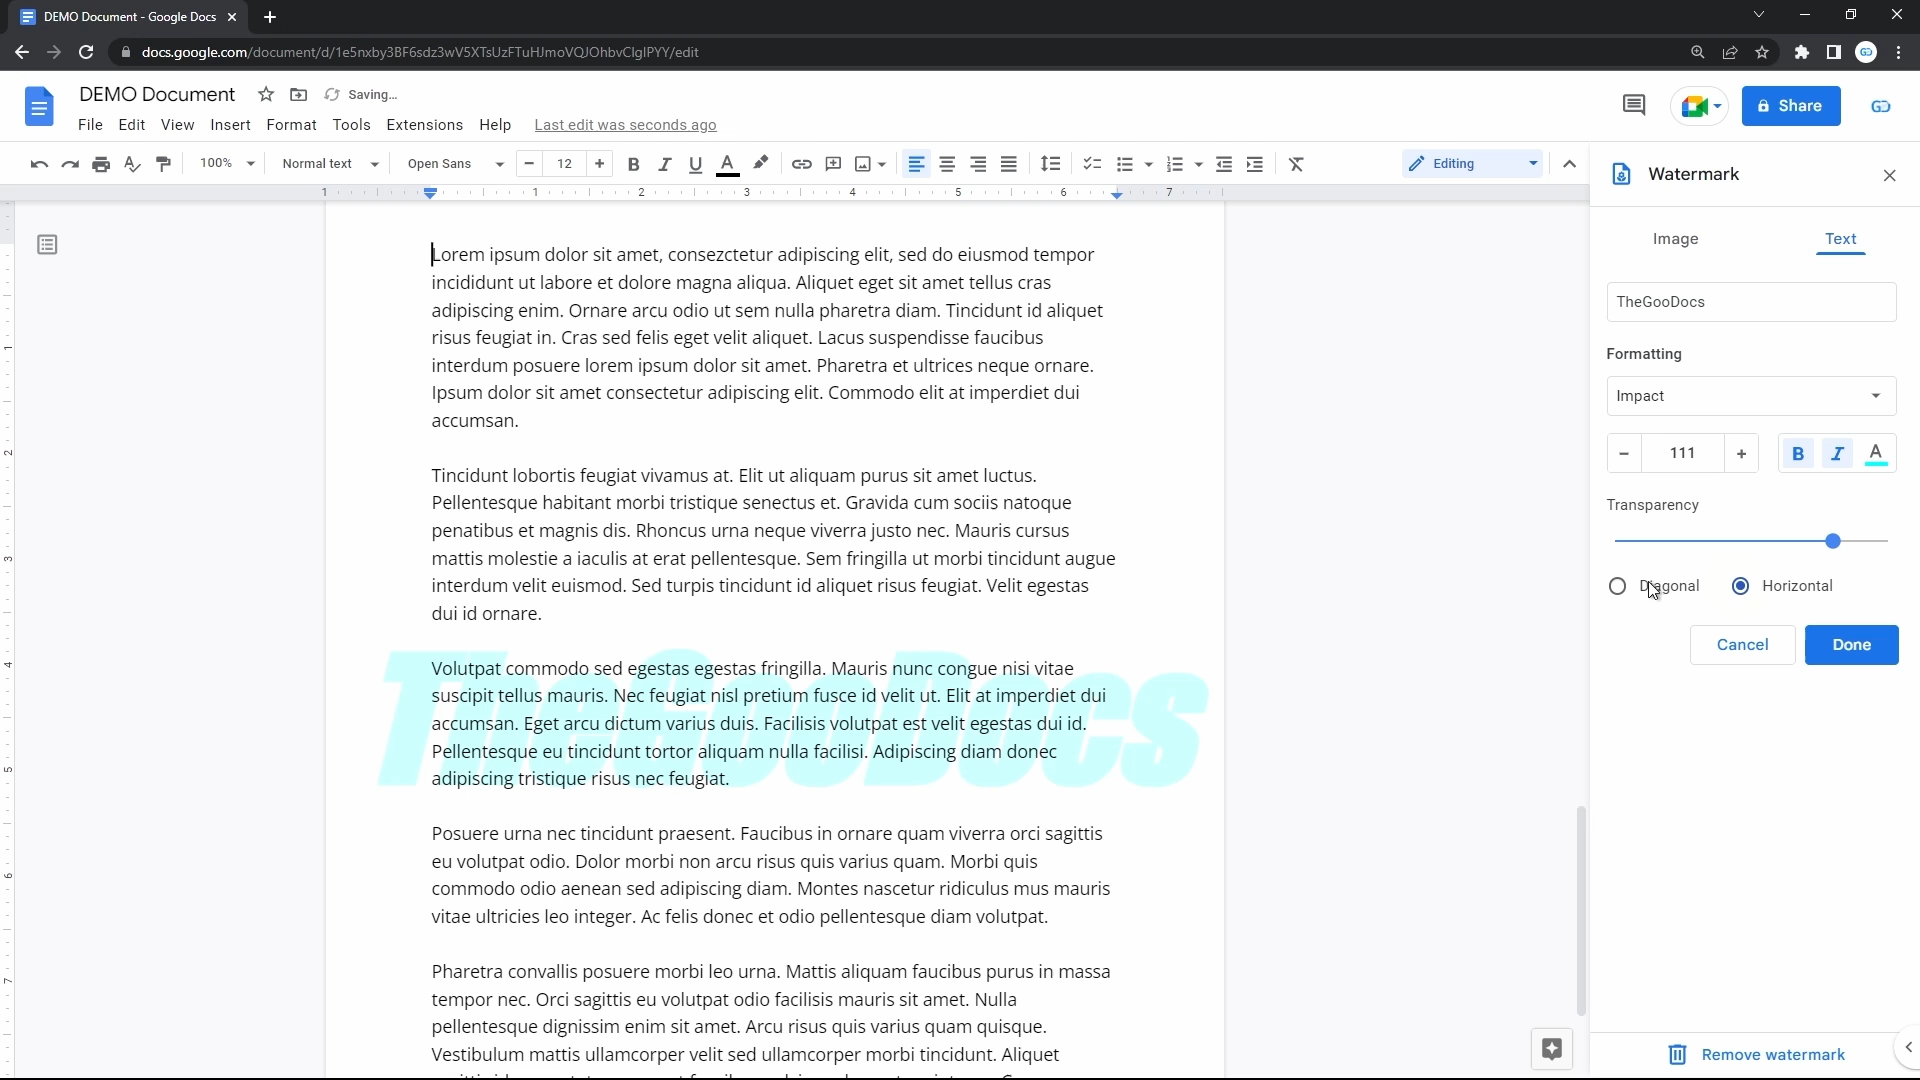 DEMO Document - Google Docs
docs.google.com/document/d/1e5nxby3BF6sdz3wV5XTsUzFTuHJmoVQJOhbvClgIPYY/edit
DEMO Document
Saving...
File Edit View Insert Format Tools Extensions Help Last edit was seconds ago
Share
100% Normal text Open Sans - 12 + B I U A Editing
1 1 2 3 4 5 6 7
1
2
3
4
5
6
7
Lorem ipsum dolor sit amet, consezctetur adipiscing elit, sed do eiusmod tempor
incididunt ut labore et dolore magna aliqua. Aliquet eget sit amet tellus cras
adipiscing enim. Ornare arcu odio ut sem nulla pharetra diam. Tincidunt id aliquet
risus feugiat in. Cras sed felis eget velit aliquet. Lacus suspendisse faucibus
interdum posuere lorem ipsum dolor sit amet. Pharetra et ultrices neque ornare.
Ipsum dolor sit amet consectetur adipiscing elit. Commodo elit at imperdiet dui
accumsan.
Tincidunt lobortis feugiat vivamus at. Elit ut aliquam purus sit amet luctus.
Pellentesque habitant morbi tristique senectus et. Gravida cum sociis natoque
penatibus et magnis dis. Rhoncus urna neque viverra justo nec. Mauris cursus
mattis molestie a iaculis at erat pellentesque. Sem fringilla ut morbi tincidunt augue
interdum velit euismod. Sed turpis tincidunt id aliquet risus feugiat. Velit egestas
dui id ornare.
TheGooDocs
Volutpat commodo sed egestas egestas fringilla. Mauris nunc congue nisi vitae
suscipit tellus mauris. Nec feugiat nisl pretium fusce id velit ut. Elit at imperdiet dui
accumsan. Eget arcu dictum varius duis. Facilisis volutpat est velit egestas dui id.
Pellentesque eu tincidunt tortor aliquam nulla facilisi. Adipiscing diam donec
adipiscing tristique risus nec feugiat.
Posuere urna nec tincidunt praesent. Faucibus in ornare quam viverra orci sagittis
eu volutpat odio. Dolor morbi non arcu risus quis varius quam. Morbi quis
commodo odio aenean sed adipiscing diam. Montes nascetur ridiculus mus mauris
vitae ultricies leo integer. Ac felis donec et odio pellentesque diam volutpat.
Pharetra convallis posuere morbi leo urna. Mattis aliquam faucibus purus in massa
tempor nec. Orci sagittis eu volutpat odio facilisis mauris sit amet. Nulla
pellentesque dignissim enim sit amet. Arcu risus quis varius quam quisque.
Vestibulum mattis ullamcorper velit sed ullamcorper morbi tincidunt. Aliquet
Watermark
Image Text
TheGooDocs
Formatting
Impact
- 111 + B I A
Transparency
Diagonal Horizontal
Cancel Done
Remove watermark